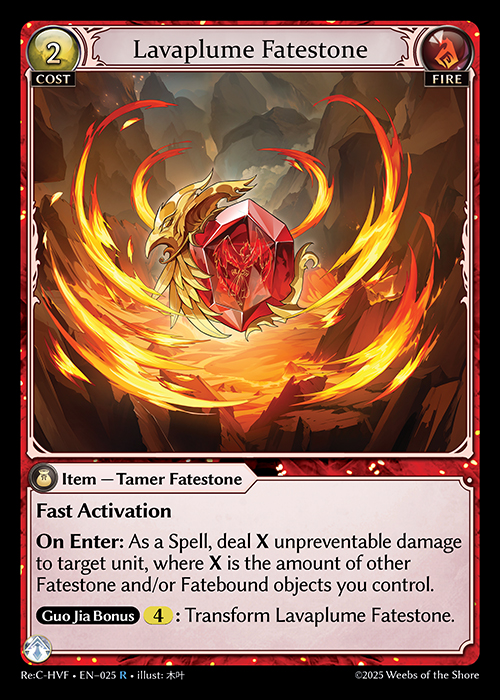 2
Lavaplume Fatestone
COST
FIRE
Item — Tamer Fatestone
Fast Activation
On Enter: As a Spell, deal X unpreventable damage
to target unit, where X is the amount of other
Fatestone and/or Fatebound objects you control.
Guo Jia Bonus 4 : Transform Lavaplume Fatestone.
Re:C-HVF • EN-025 R • illust: 木叶
©2025 Weebs of the Shore